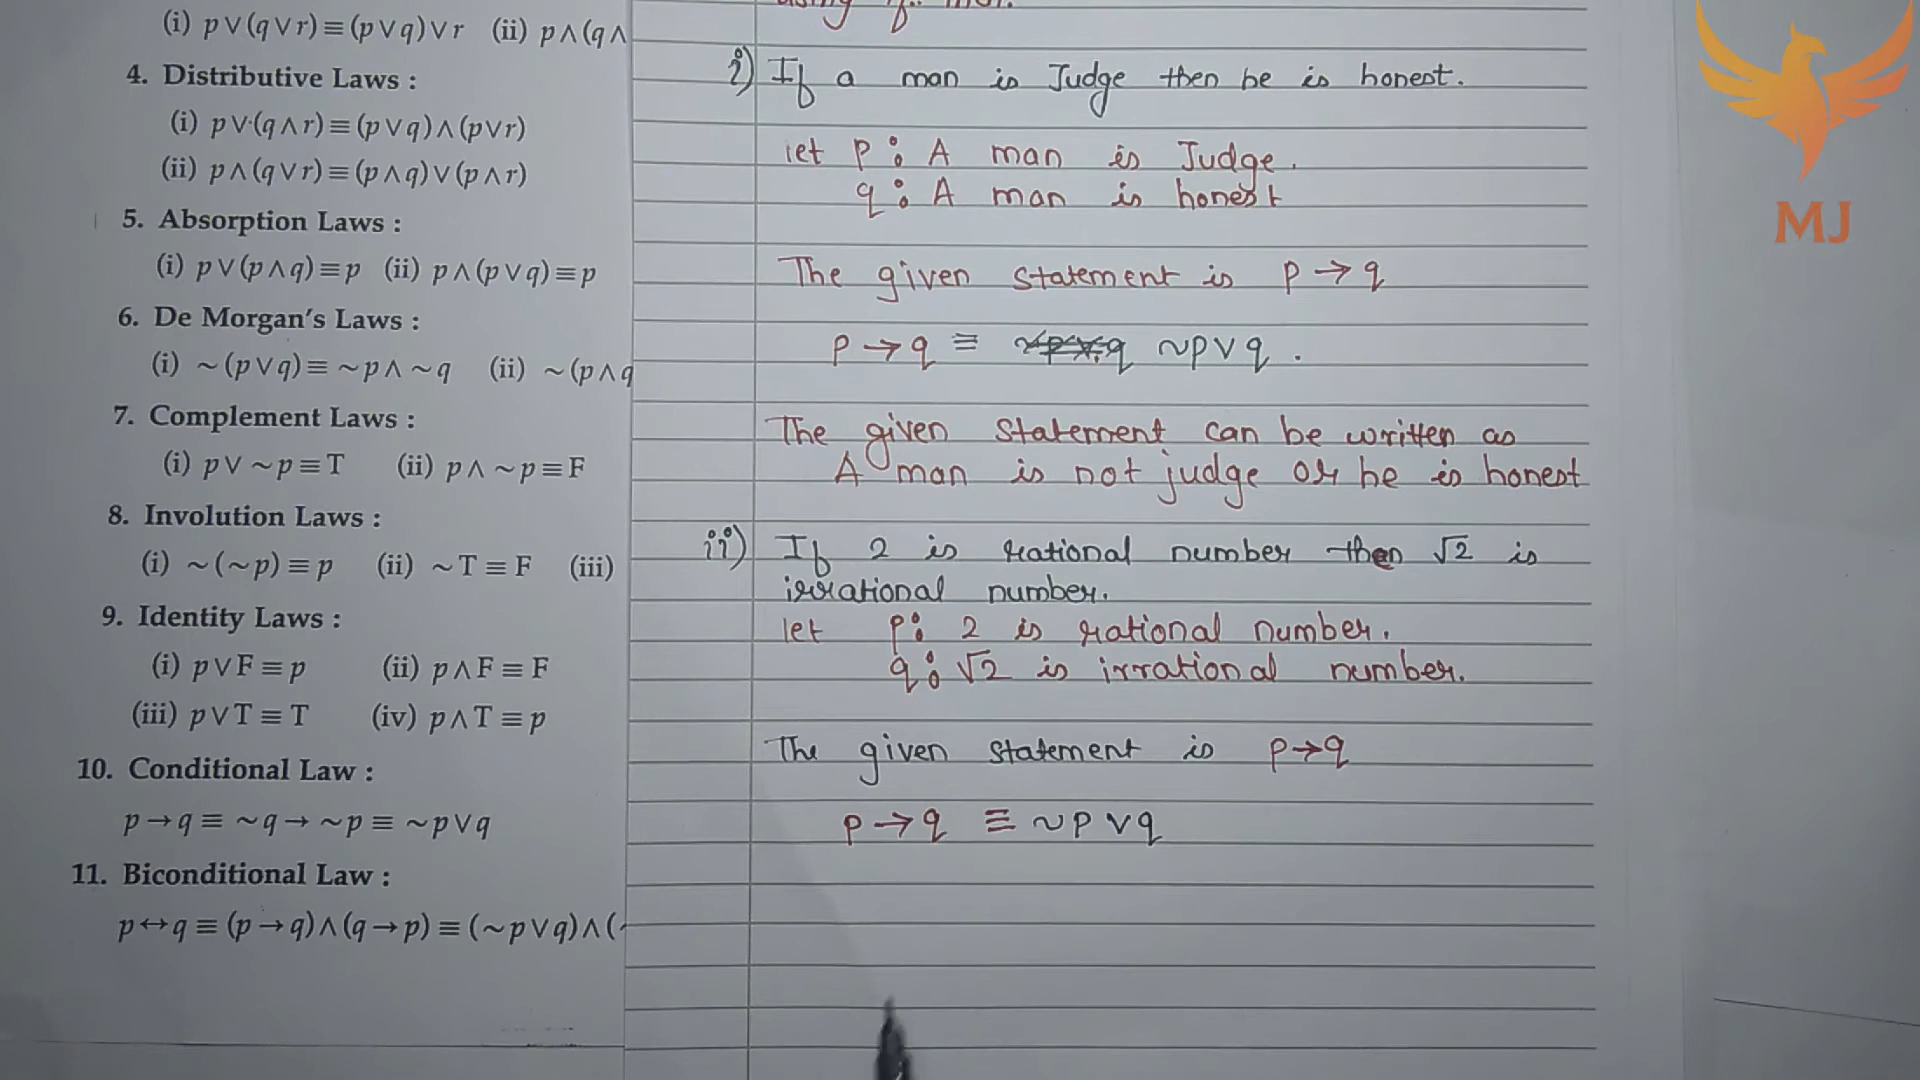 (i) p∨(q∨r)≡(p∨q)∨r (ii) p∧(q∧
4. Distributive Laws :
(i) p∨(q∧r)≡(p∨q)∧(p∨r)
(ii) p∧(q∨r)≡(p∧q)∨(p∧r)
5. Absorption Laws :
(i) p∨(p∧q)≡p (ii) p∧(p∨q)≡p
6. De Morgan's Laws :
(i) ~(p∨q)≡~p∧~q (ii) ~(p∧q
7. Complement Laws :
(i) p∨~p≡T (ii) p∧~p≡F
8. Involution Laws :
(i) ~(~p)≡p (ii) ~T≡F (iii)
9. Identity Laws :
(i) p∨F≡p (ii) p∧F≡F
(iii) p∨T≡T (iv) p∧T≡p
10. Conditional Law :
p→q≡~q→~p≡~p∨q
11. Biconditional Law :
p↔q≡(p→q)∧(q→p)≡(~p∨q)∧(~
i) If a man is Judge then he is honest.
let p: A man is Judge.
q: A man is honest
The given statement is p→q
p→q ≡ ~p∨q.
The given statement can be written as
A man is not judge or he is honest
ii) If 2 is rational number then √2 is
irrational number.
let p: 2 is rational number.
q: √2 is irrational number.
The given statement is p→q
p→q ≡ ~p∨q
MJ